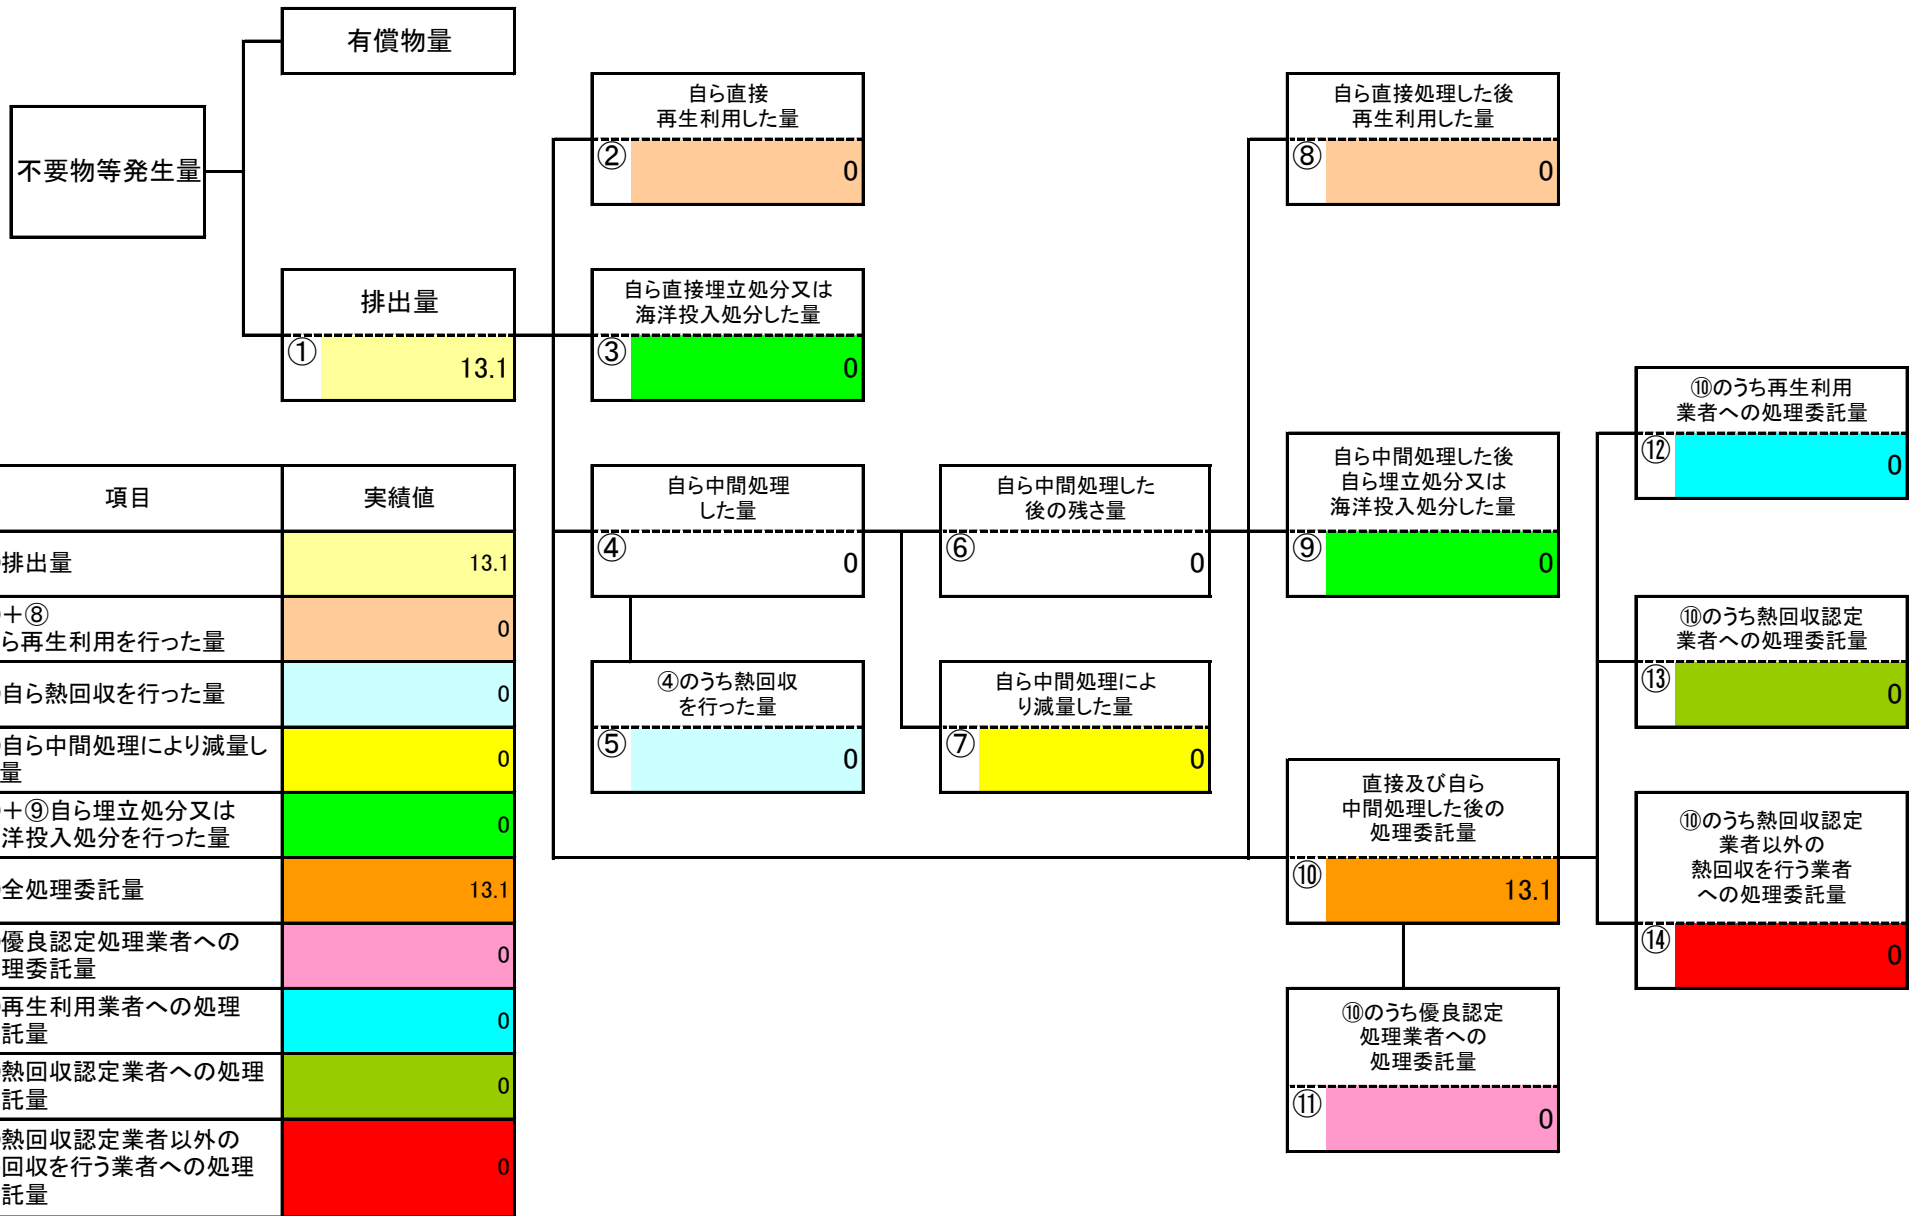 有償物量
不要物等発生量
排出量
①
13.1
自ら直接
再生利用した量
②
0
自ら直接埋立処分又は
海洋投入処分した量
③
0
自ら中間処理
した量
④
0
④のうち熱回収
を行った量
⑤
0
自ら中間処理した
後の残さ量
⑥
0
自ら中間処理によ
り減量した量
⑦
0
自ら直接処理した後
再生利用した量
⑧
0
自ら中間処理した後
自ら埋立処分又は
海洋投入処分した量
⑨
0
直接及び自ら
中間処理した後の
処理委託量
⑩
13.1
⑩のうち優良認定
処理業者への
処理委託量
⑪
0
⑩のうち再生利用
業者への処理委託量
⑫
0
⑩のうち熱回収認定
業者への処理委託量
⑬
0
⑩のうち熱回収認定
業者以外の
熱回収を行う業者
への処理委託量
⑭
0
項目
実績値
排出量
13.1
+⑧
ら再生利用を行った量
0
自ら熱回収を行った量
0
自ら中間処理により減量し
量
0
+⑨自ら埋立処分又は
洋投入処分を行った量
0
全処理委託量
13.1
優良認定処理業者への
理委託量
0
再生利用業者への処理
託量
0
熱回収認定業者への処理
託量
0
熱回収認定業者以外の
回収を行う業者への処理
託量
0